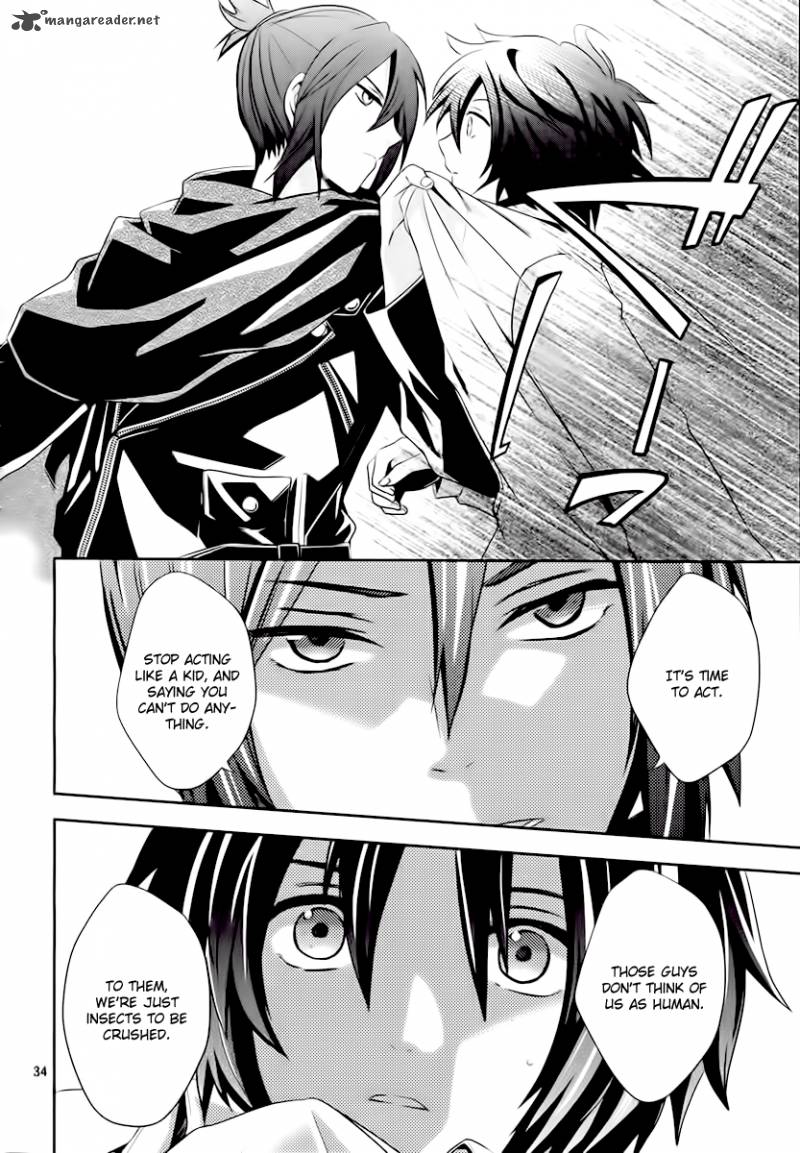 mangareader.net
IT'S TIME
TO ACT.
STOP ACTING
LIKE A KID, AND
SAYING YOU
CAN'T DO ANY-
THING.
THOSE GUYS
DON'T THINK OF
US AS HUMAN.
TO THEM,
WE'RE JUST
INSECTS TO BE
CRUSHED.
34